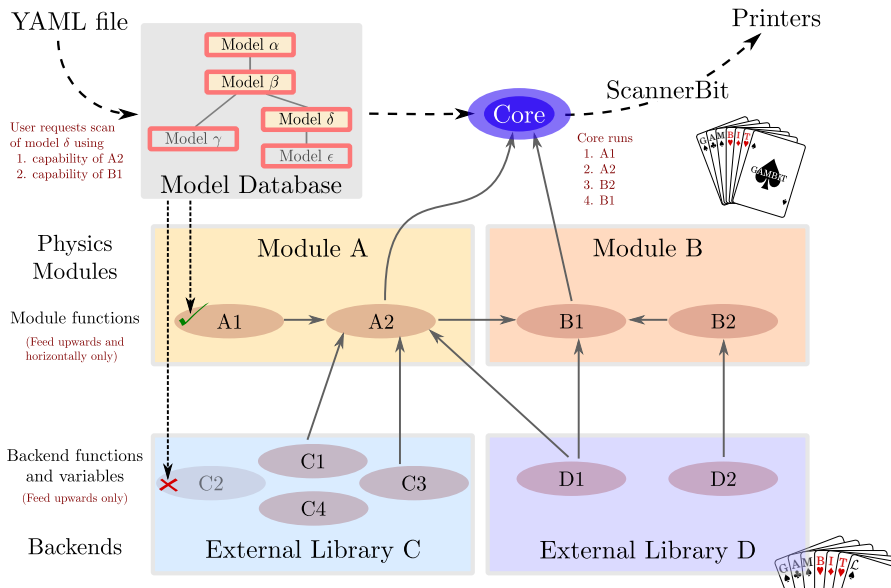 YAML file
Printers
Model α
Model β
Model γ
Model δ
Model ϵ
Model Database
User requests scan
of model δ using
1. capability of A2
2. capability of B1
Core
ScannerBit
Core runs
1. A1
2. A2
3. B2
4. B1
GAMBIT
GAMBIT
Physics
Modules
Module A
Module B
Module functions
(Feed upwards and
horizontally only)
A1
A2
B1
B2
Backend functions
and variables
(Feed upwards only)
C1
C2
C3
C4
D1
D2
Backends
External Library C
External Library D
GAMBIT